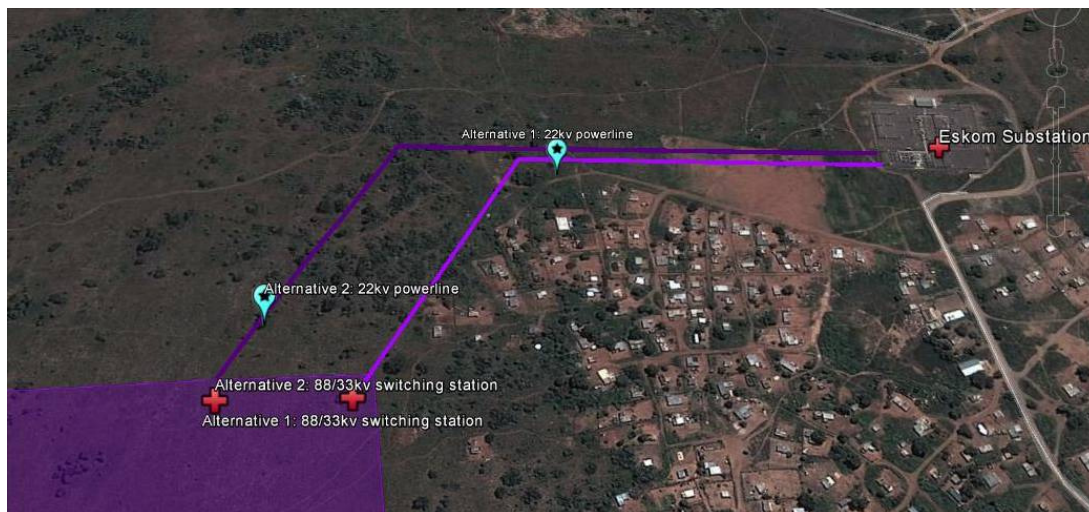 Alternative 1: 22kv powerline
Eskom Substation
Alternative 2: 22kv powerline
Alternative 2: 88/33kv switching station
Alternative 1: 88/33kv switching station